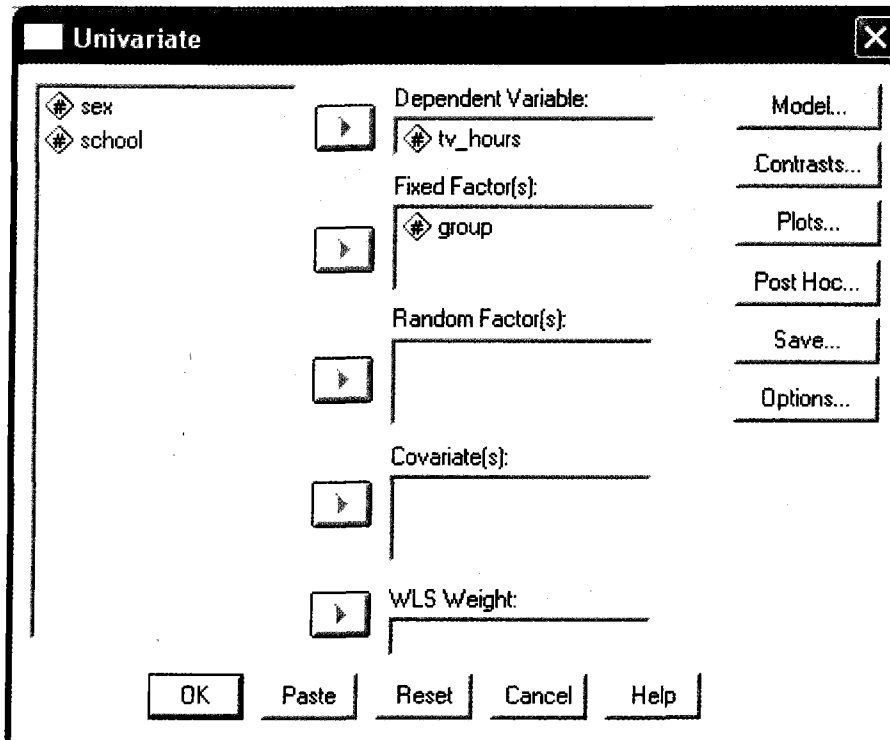 Univariate
sex
school
Dependent Variable:
tv_hours
Fixed Factor(s):
group
Random Factor(s):
Covariate(s):
WLS Weight:
Model...
Contrasts...
Plots...
Post Hoc...
Save...
Options...
OK
Paste
Reset
Cancel
Help